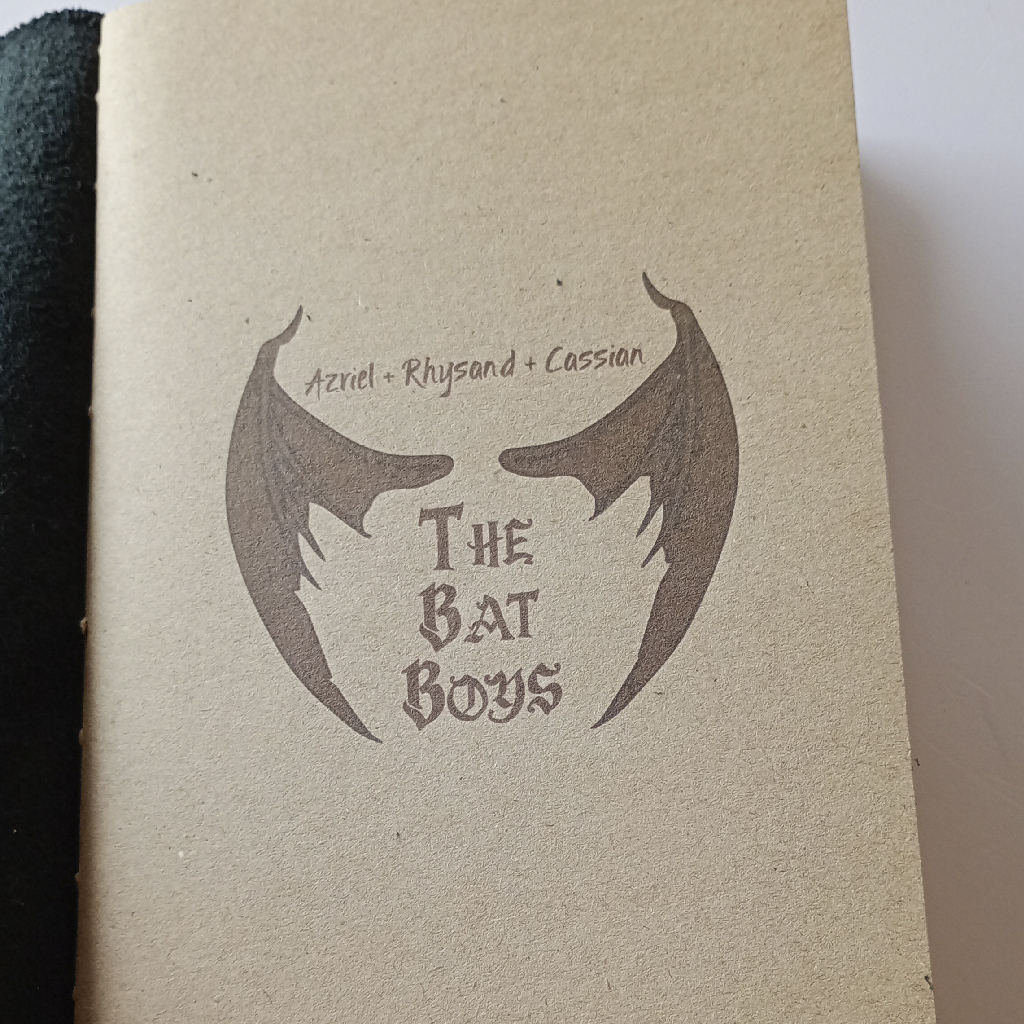 Azriel + Rhysand + Cassian
The
Bat
Boys